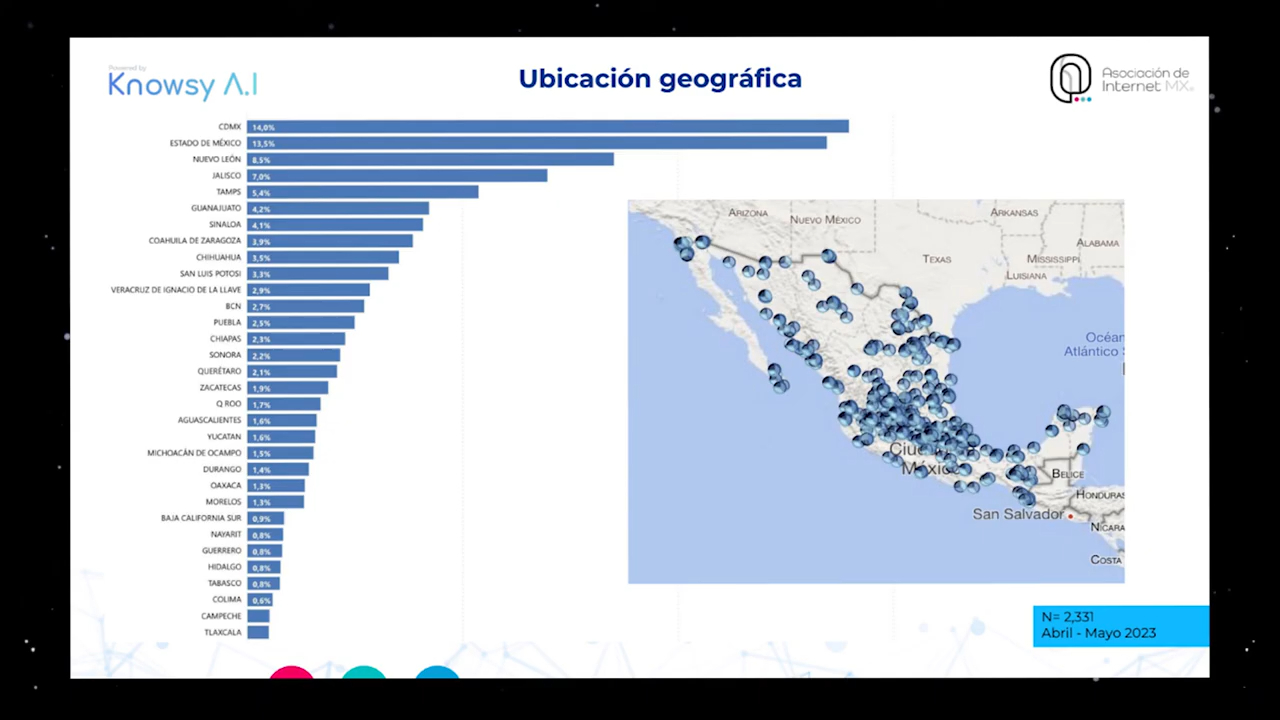 Powered by
Knowsy A.I
Ubicación geográfica
Asociación de
Internet MX
CDMX 14,0%
ESTADO DE MÉXICO 13,5%
NUEVO LEÓN 8,5%
JALISCO 7,0%
TAMPS 5,4%
GUANAJUATO 4,2%
SINALOA 4,1%
COAHUILA DE ZARAGOZA 3,9%
CHIHUAHUA 3,5%
SAN LUIS POTOSI 3,3%
VERACRUZ DE IGNACIO DE LA LLAVE 2,9%
BCN 2,7%
PUEBLA 2,5%
CHIAPAS 2,3%
SONORA 2,2%
QUERÉTARO 2,1%
ZACATECAS 1,9%
Q ROO 1,7%
AGUASCALIENTES 1,6%
YUCATAN 1,6%
MICHOACÁN DE OCAMPO 1,5%
DURANGO 1,4%
OAXACA 1,3%
MORELOS 1,3%
BAJA CALIFORNIA SUR 0,9%
NAYARIT 0,8%
GUERRERO 0,8%
HIDALGO 0,8%
TABASCO 0,8%
COLIMA 0,6%
CAMPECHE
TLAXCALA
ARIZONA
NUEVO MÉXICO
ARKANSAS
ALABAMA
TEXAS
MISSISSIPPI
LUISIANA
Océan
Atlántico S
Ciu
México
BELICE
HONDURAS
San Salvador
NICARA
COSTA
N= 2,331
Abril - Mayo 2023